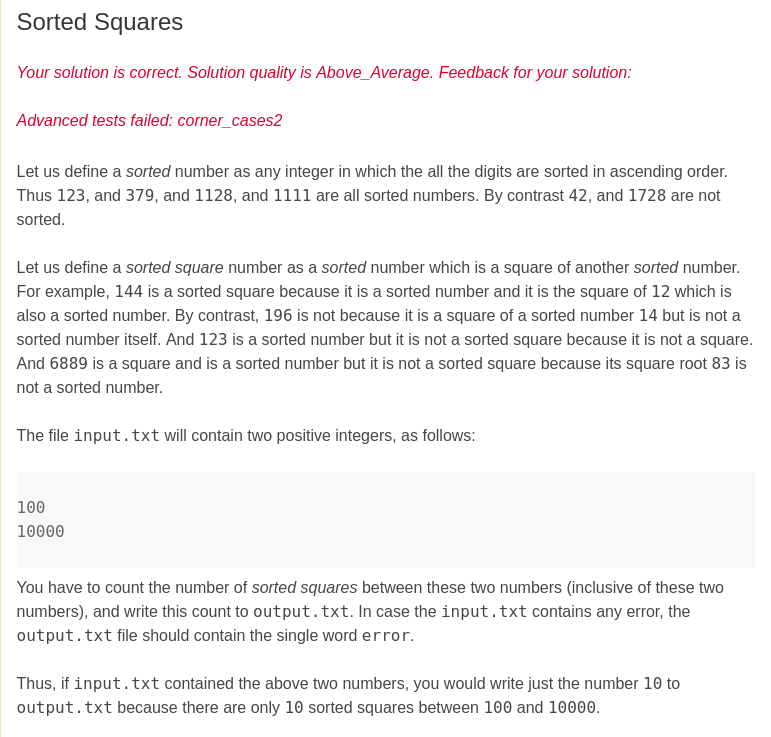 Sorted Squares
Your solution is correct. Solution quality is Above_Average. Feedback for your solution:
Advanced tests failed: corner_cases2
Let us define a sorted number as any integer in which the all the digits are sorted in ascending order.
Thus 123, and 379, and 1128, and 1111 are all sorted numbers. By contrast 42, and 1728 are not
sorted.
Let us define a sorted square number as a sorted number which is a square of another sorted number.
For example, 144 is a sorted square because it is a sorted number and it is the square of 12 which is
also a sorted number. By contrast, 196 is not because it is a square of a sorted number 14 but is not a
sorted number itself. And 123 is a sorted number but it is not a sorted square because it is not a square.
And 6889 is a square and is a sorted number but it is not a sorted square because its square root 83 is
not a sorted number.
The file input.txt will contain two positive integers, as follows:
100
10000
You have to count the number of sorted squares between these two numbers (inclusive of these two
numbers), and write this count to output.txt. In case the input.txt contains any error, the
output.txt file should contain the single word error.
Thus, if input.txt contained the above two numbers, you would write just the number 10 to
output.txt because there are only 10 sorted squares between 100 and 10000.